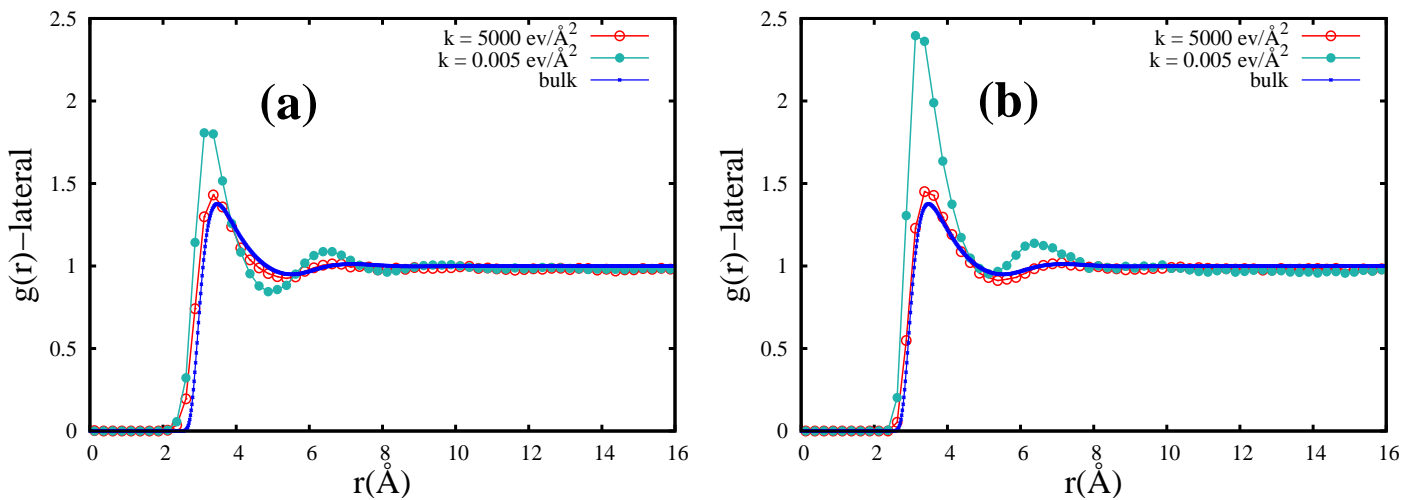 2.5
2
1.5
1
0.5
0
0 2 4 6 8 10 12 14 16
g(r)−lateral
r(Å)
(a)
k = 5000 ev/Å²
k = 0.005 ev/Å²
bulk
2.5
2
1.5
1
0.5
0
0 2 4 6 8 10 12 14 16
g(r)−lateral
r(Å)
(b)
k = 5000 ev/Å²
k = 0.005 ev/Å²
bulk